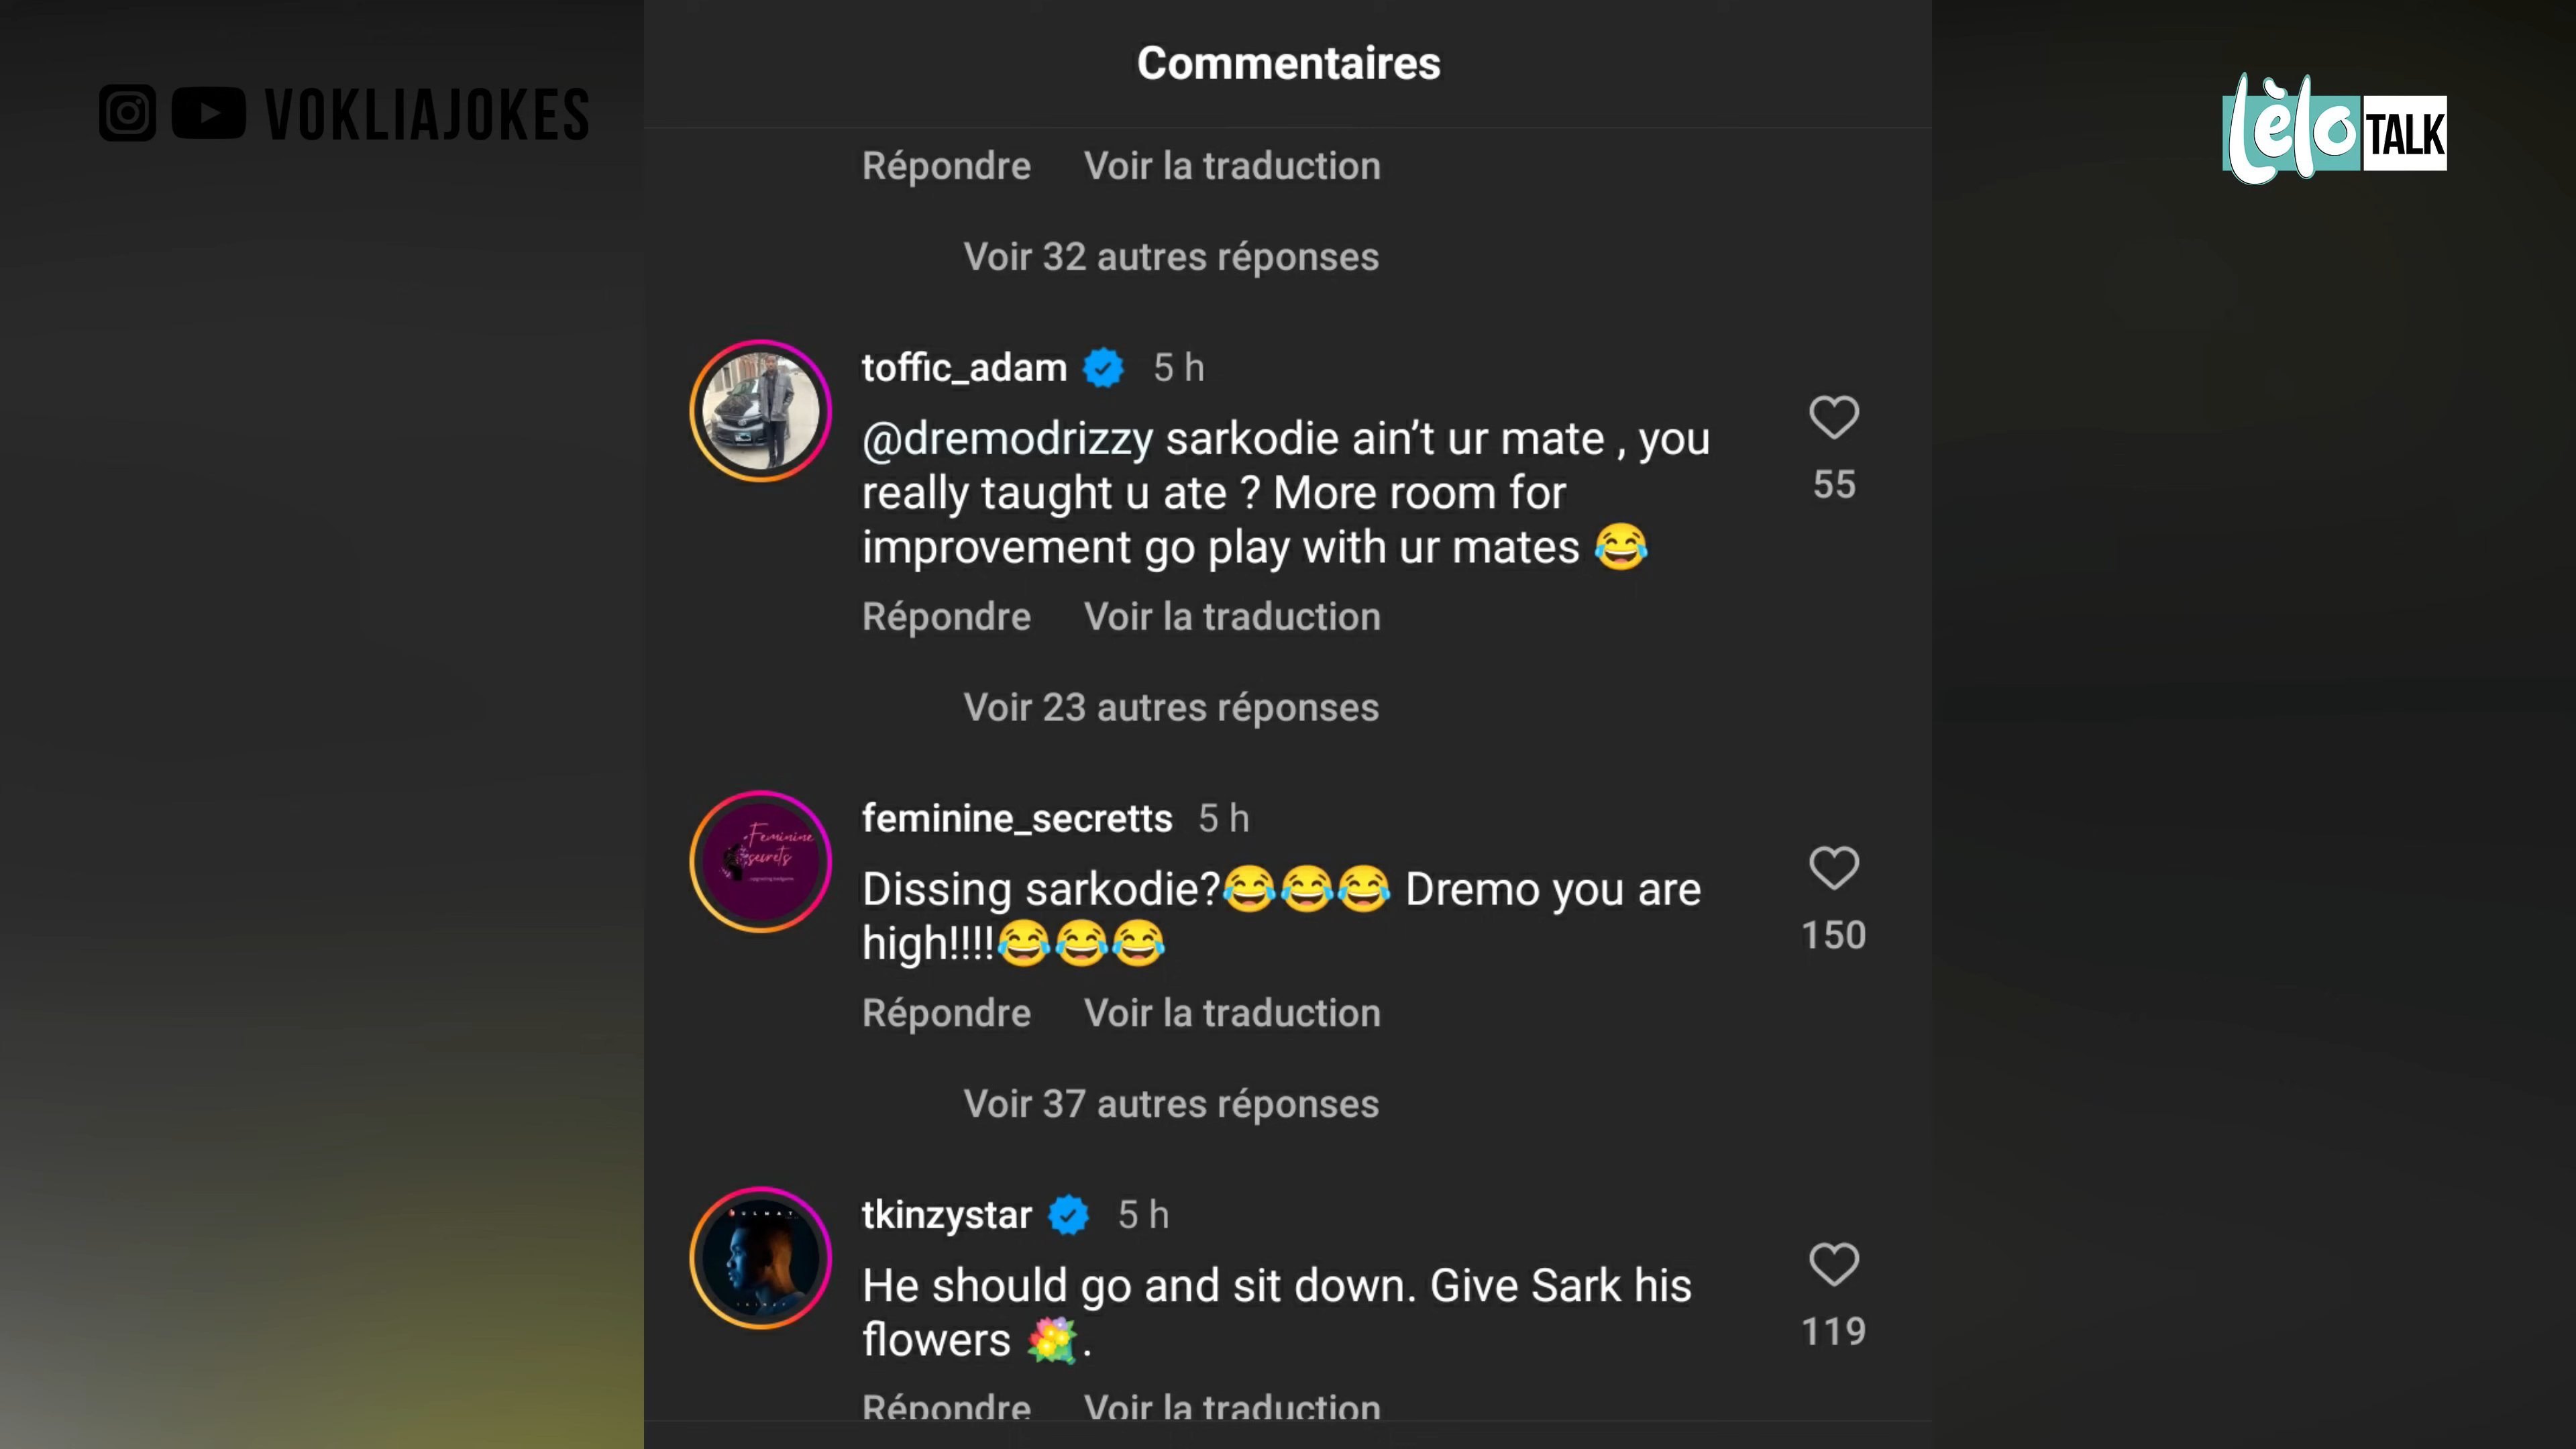 Commentaires
VOKLIAJOKES
Lèlo TALK
Répondre Voir la traduction
Voir 32 autres réponses
toffic_adam 5 h
@dremodrizzy sarkodie ain’t ur mate , you
really taught u ate ? More room for
improvement go play with ur mates 😂
55
Répondre Voir la traduction
Voir 23 autres réponses
Feminine
secrets
feminine_secretts 5 h
Dissing sarkodie?😂😂😂 Dremo you are
high!!!!😂😂😂
150
Répondre Voir la traduction
Voir 37 autres réponses
tkinzystar 5 h
He should go and sit down. Give Sark his
flowers 💐.
119
Répondre Voir la traduction